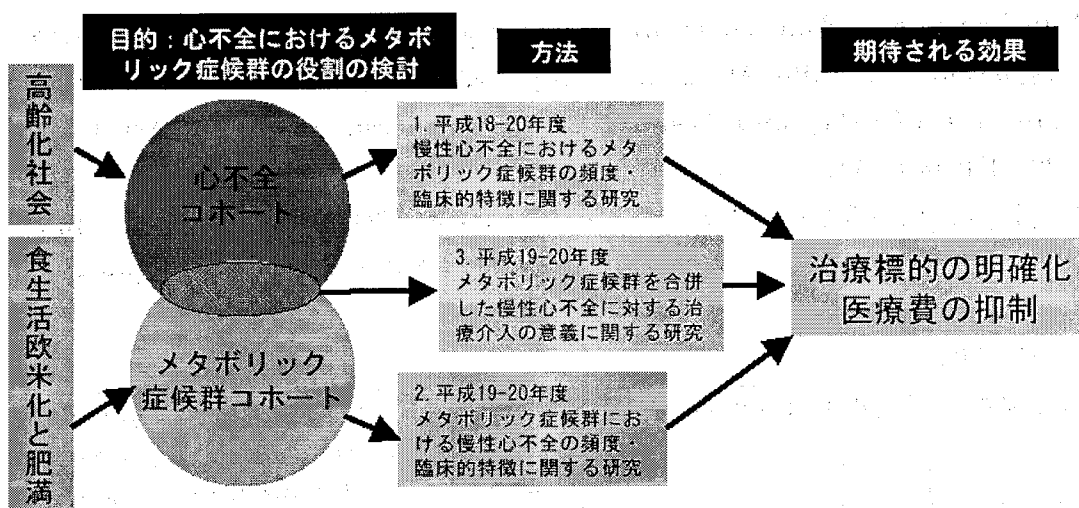 目的：心不全におけるメタボ
リック症候群の役割の検討
方法
期待される効果
高齢化社会
食生活欧米化と肥満
心不全
コホート
メタボリック
症候群コホート
1. 平成18-20年度
慢性心不全におけるメタ
ボリック症候群の頻度・
臨床的特徴に関する研究
3. 平成19-20年度
メタボリック症候群を合併
した慢性心不全に対する治
療介入の意義に関する研究
2. 平成19-20年度
メタボリック症候群にお
ける慢性心不全の頻度・
臨床的特徴に関する研究
治療標的の明確化
医療費の抑制